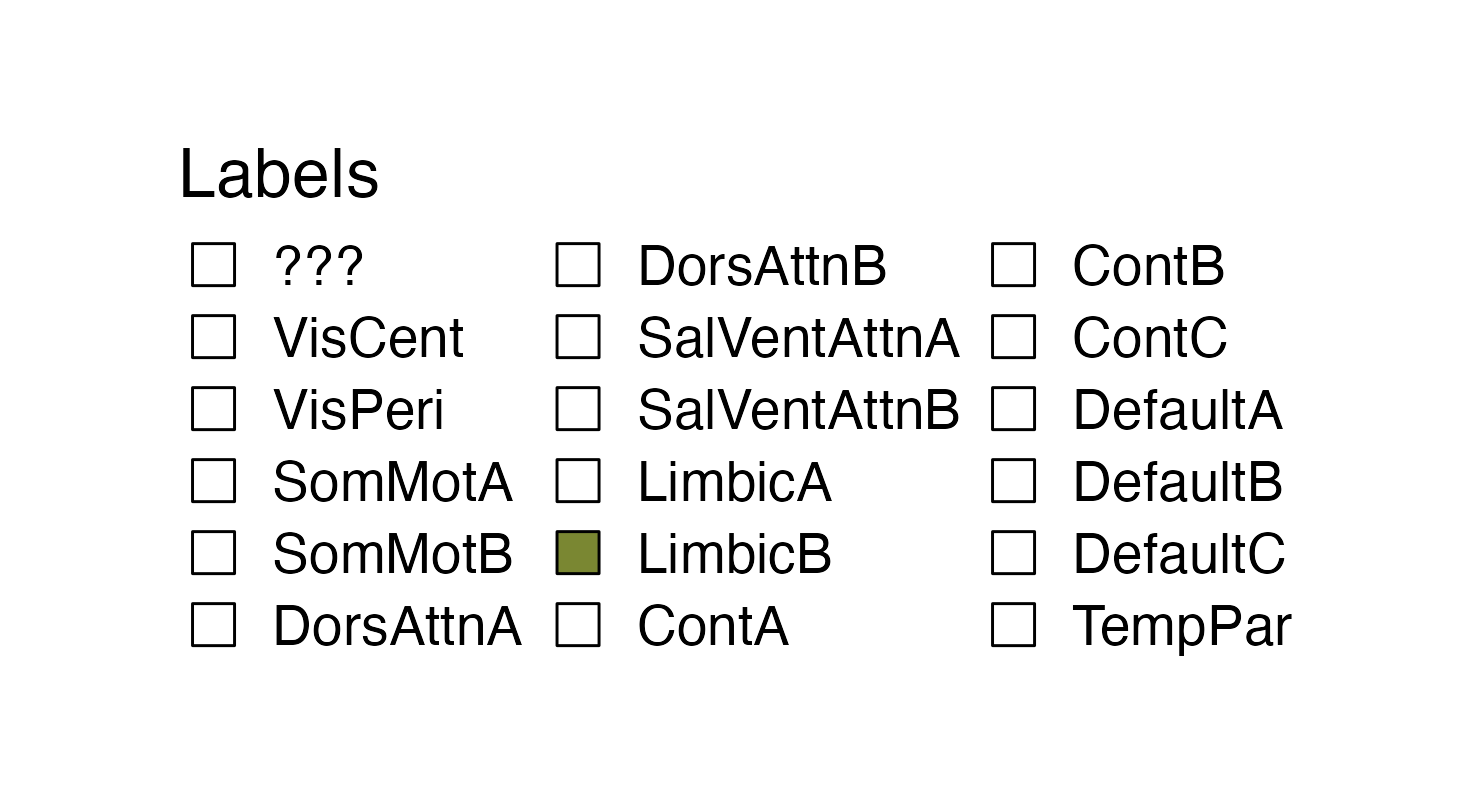 Labels
??? DorsAttnB ContB
VisCent SalVentAttnA ContC
VisPeri SalVentAttnB DefaultA
SomMotA LimbicA DefaultB
SomMotB LimbicB DefaultC
DorsAttnA ContA TempPar